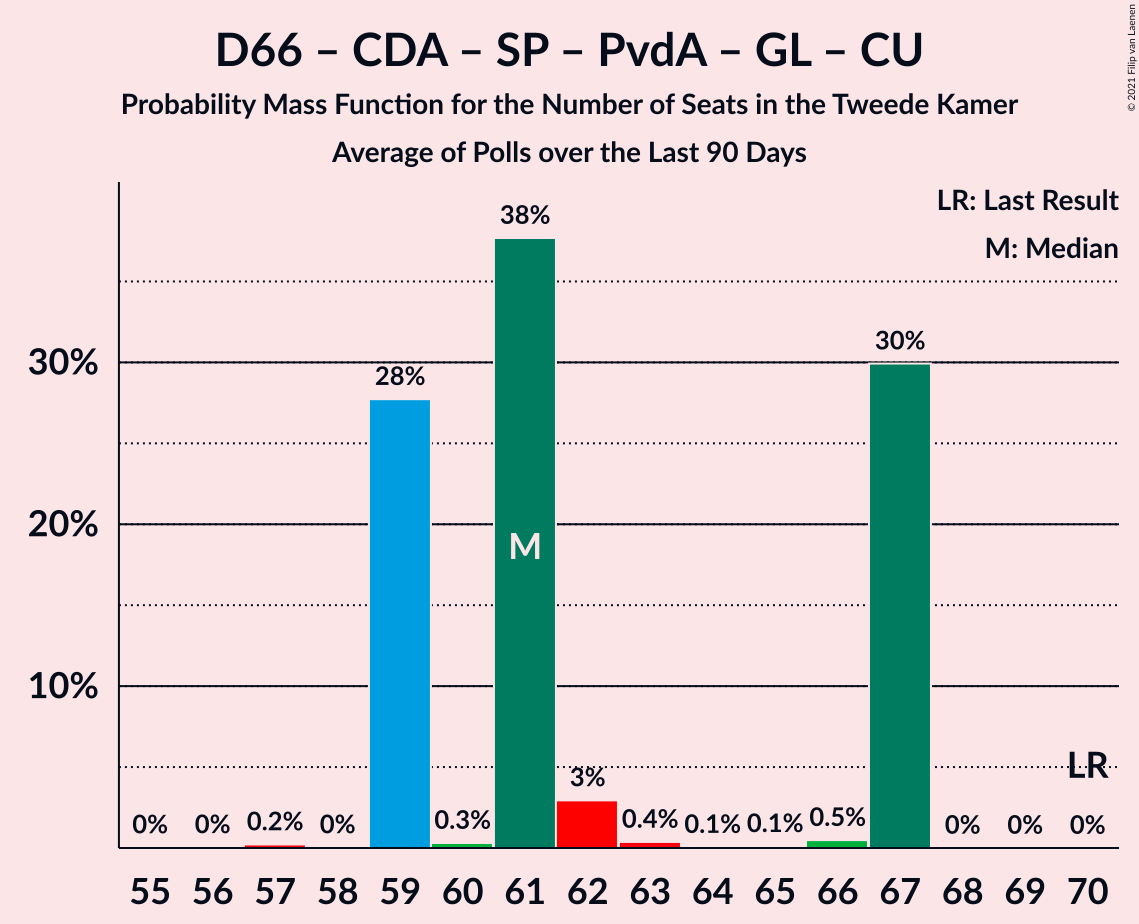 D66 – CDA – SP – PvdA – GL – CU
Probability Mass Function for the Number of Seats in the Tweede Kamer
Average of Polls over the Last 90 Days
© 2021 Filip van Laenen
LR: Last Result
M: Median
38%
30%
30%
28%
20%
M
10%
LR
3%
0% 0% 0.2% 0% 0.3% 0.4% 0.1% 0.1% 0.5% 0% 0% 0%
55 56 57 58 59 60 61 62 63 64 65 66 67 68 69 70